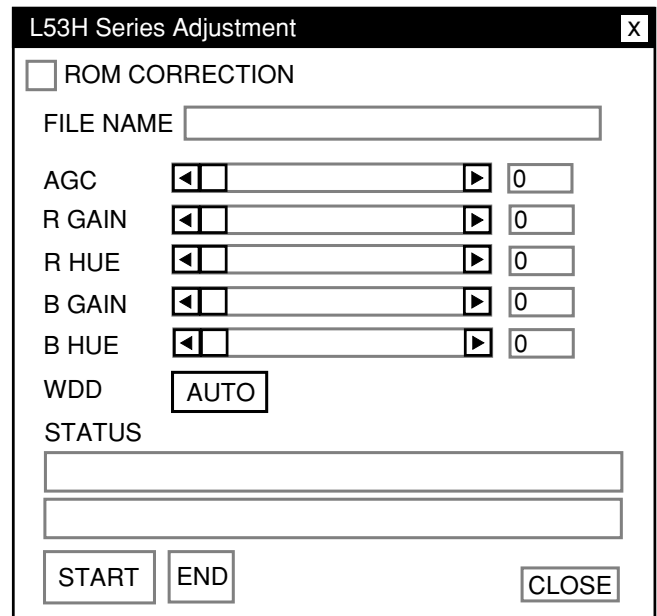 L53H Series Adjustment X
ROM CORRECTION
FILE NAME
AGC 0
R GAIN 0
R HUE 0
B GAIN 0
B HUE 0
WDD AUTO
STATUS
START END CLOSE